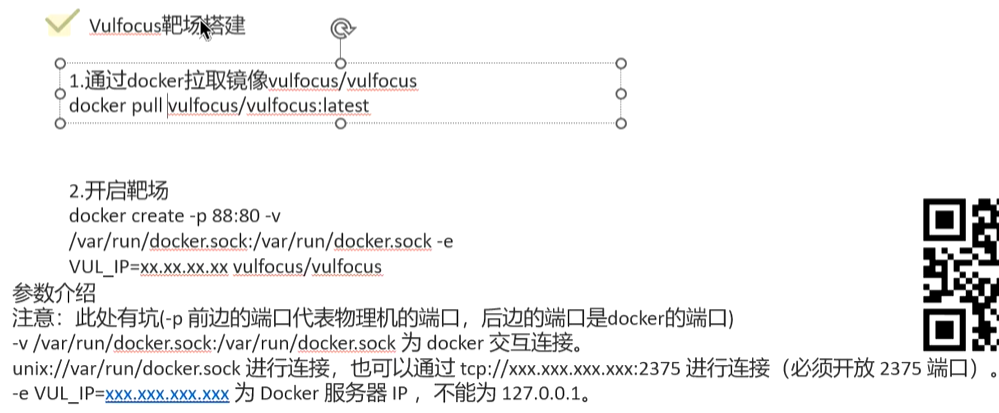 Vulfocus靶场搭建
1.通过docker拉取镜像vulfocus/vulfocus
docker pull vulfocus/vulfocus:latest
2.开启靶场
docker create -p 88:80 -v
/var/run/docker.sock:/var/run/docker.sock -e
VUL_IP=xx.xx.xx.xx vulfocus/vulfocus
参数介绍
注意：此处有坑(-p 前边的端口代表物理机的端口，后边的端口是docker的端口)
-v /var/run/docker.sock:/var/run/docker.sock 为 docker 交互连接。
unix://var/run/docker.sock 进行连接，也可以通过 tcp://xxx.xxx.xxx.xxx:2375 进行连接（必须开放 2375 端口）。
-e VUL_IP=xxx.xxx.xxx.xxx 为 Docker 服务器 IP ，不能为 127.0.0.1。